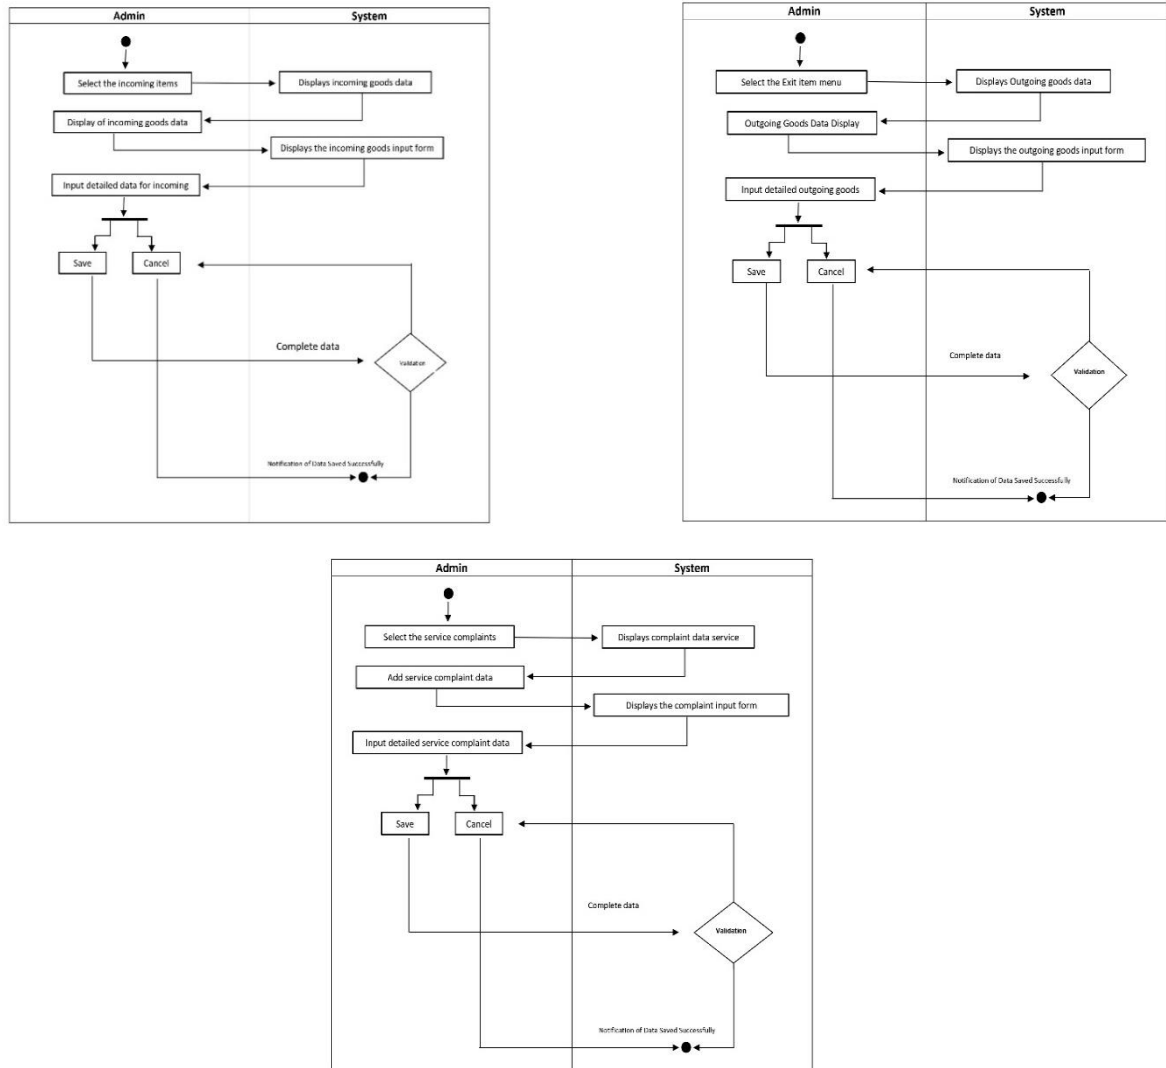 Admin
System
Select the incoming items
Displays incoming goods data
Display of incoming goods data
Displays the incoming goods input form
Input detailed data for incoming
Save
Cancel
Complete data
Validation
Notification of Data Saved Successfully
Admin
System
Select the Exit item menu
Displays Outgoing goods data
Outgoing Goods Data Display
Displays the outgoing goods input form
Input detailed outgoing goods
Save
Cancel
Complete data
Validation
Notification of Data Saved Successfully
Admin
System
Select the service complaints
Displays complaint data service
Add service complaint data
Displays the complaint input form
Input detailed service complaint data
Save
Cancel
Complete data
Validation
Notification of Data Saved Successfully